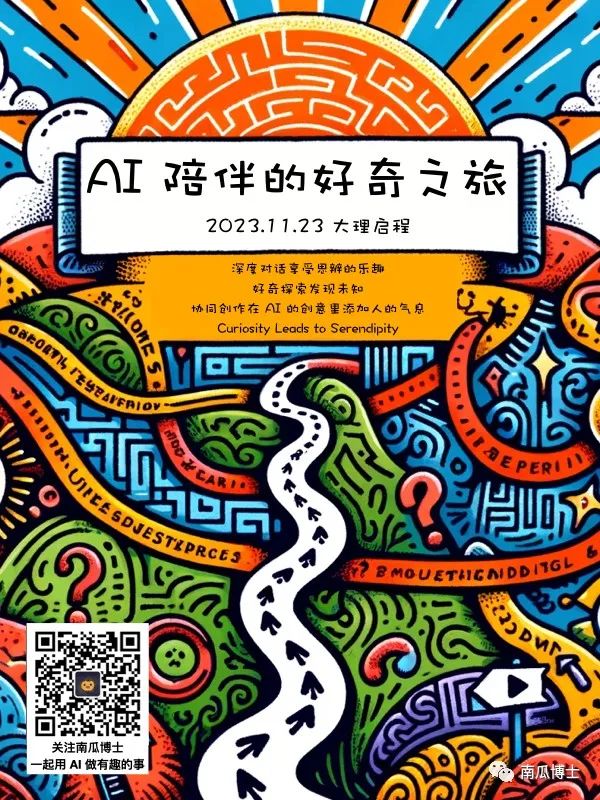 AI 陪伴的好奇之旅
2023.11.23 大理启程
深度对话享受思辨的乐趣
好奇探索发现未知
协同创作在 AI 的创意里添加人的气息
Curiosity Leads to Serendipity
关注南瓜博士
一起用 AI 做有趣的事
南瓜博士